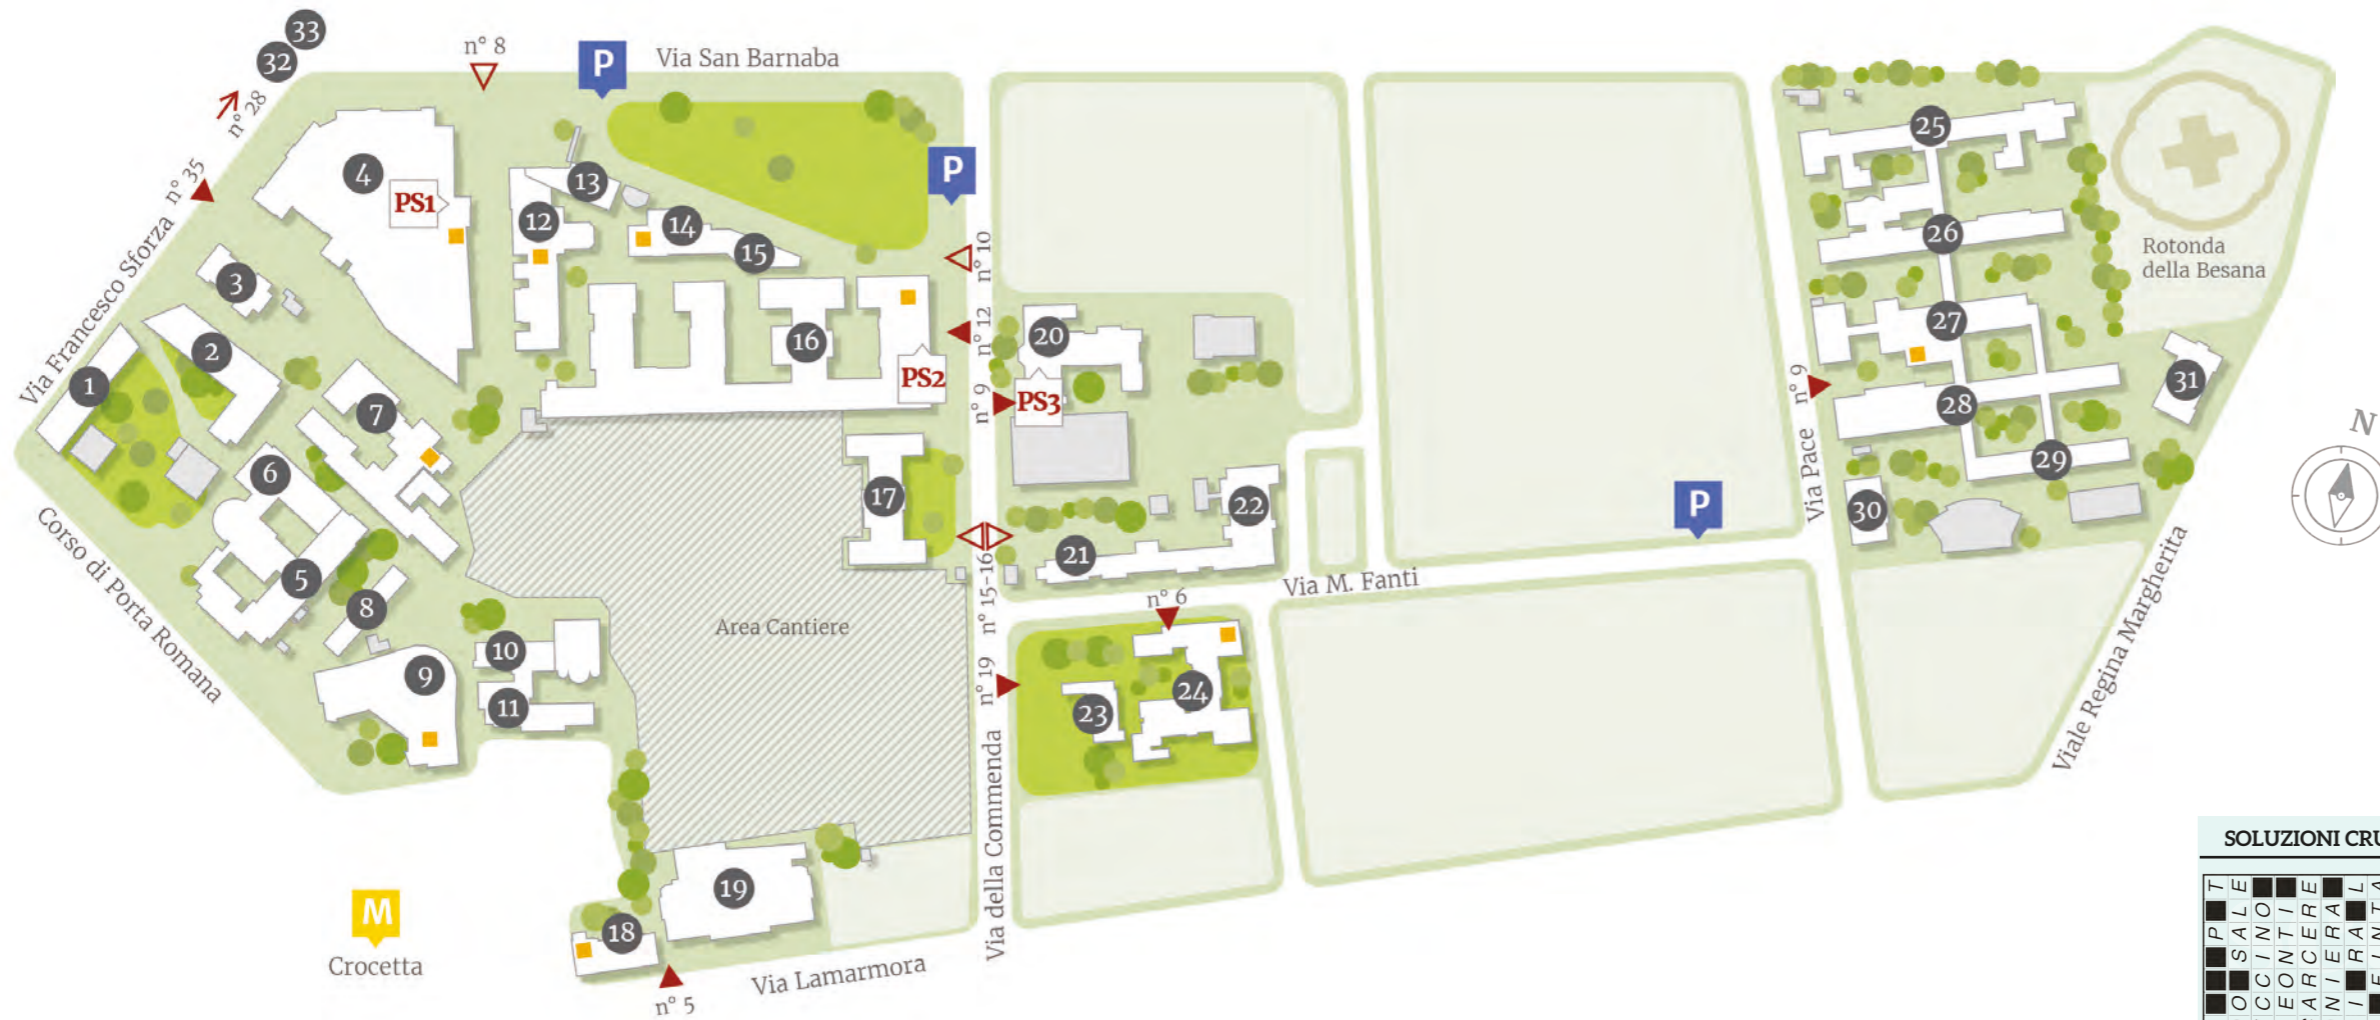 33
32
n° 28
n° 8
P
Via San Barnaba
n° 35
Via Francesco Sforza
4
PS1
3
2
1
7
6
5
8
9
10
11
Corso di Porta Romana
12
13
14
15
16
PS2
P
n° 10
n° 12
n° 9
17
n° 15-16
n° 19
Area Cantiere
Via della Commenda
20
PS3
22
21
Via M. Fanti
n° 6
23
24
P
Via Pace
n° 9
25
26
27
28
29
30
31
Rotonda
della Besana
Viale Regina Margherita
N
M
Crocetta
18
19
n° 5
Via Lamarmora
SOLUZIONI CRU